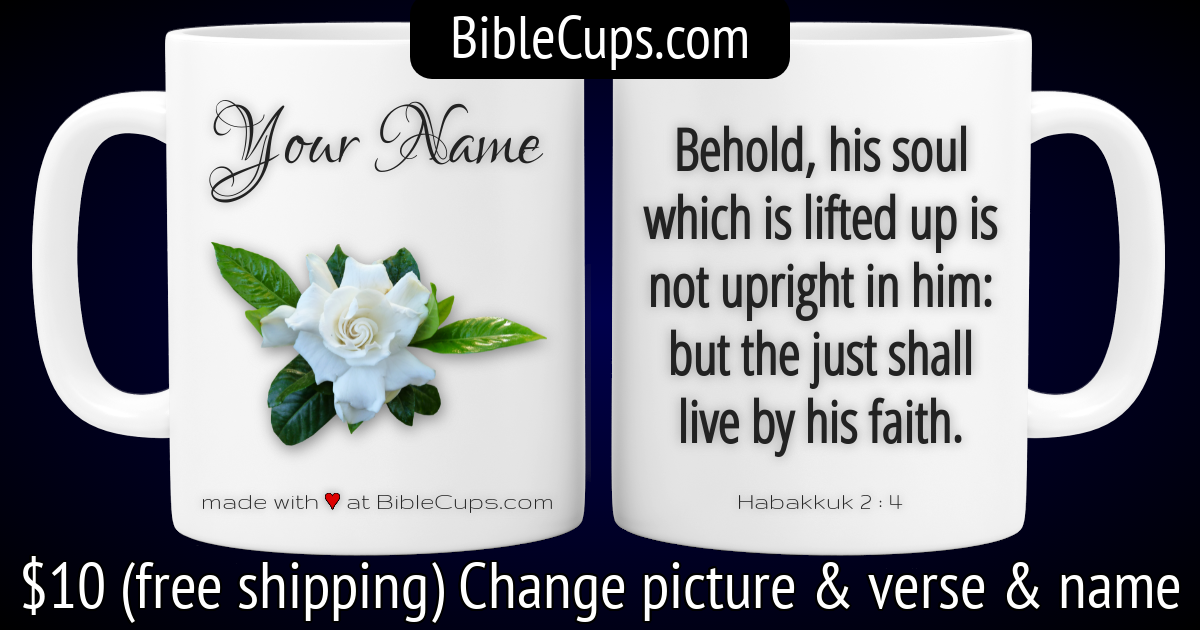 BibleCups.com
Your Name
made with ♥ at BibleCups.com
Behold, his soul
which is lifted up is
not upright in him:
but the just shall
live by his faith.
Habakkuk 2 : 4
$10 (free shipping) Change picture & verse & name